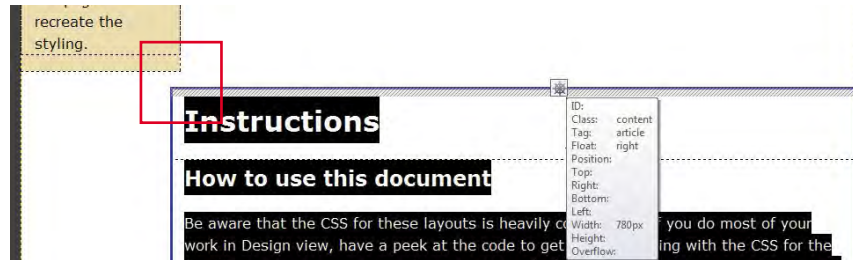 recreate the
styling.
Instructions
How to use this document
Be aware that the CSS for these layouts is heavily you do most of your
work in Design view, have a peek at the code to get ing with the CSS for the
ID:
Class: content
Tag: article
Float: right
Position:
Top:
Right:
Bottom:
Left:
Width: 780px
Height:
Overflow: